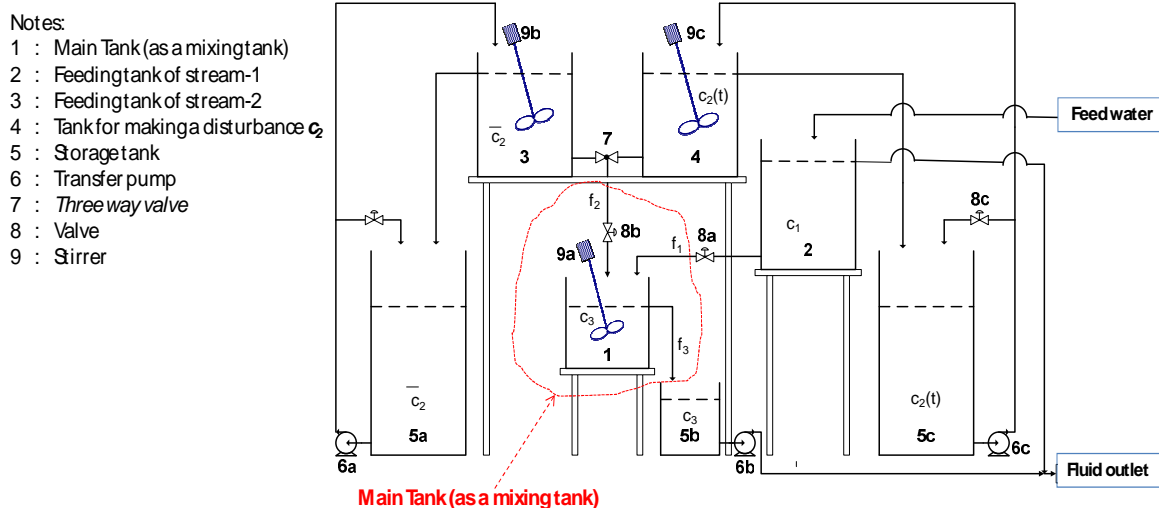 Notes:
1 : Main Tank (as a mixing tank)
2 : Feeding tank of stream-1
3 : Feeding tank of stream-2
4 : Tank for making a disturbance c₂
5 : Storage tank
6 : Transfer pump
7 : Three way valve
8 : Valve
9 : Stirrer
9b
9c
c̅₂
3
7
c₂(t)
4
Feed water
f₂
8b
8a
f₁
c₁
2
8c
9a
c₃
1
f₃
c̅₂
5a
6a
c₃
5b
6b
c₂(t)
5c
6c
Main Tank (as a mixing tank)
Fluid outlet